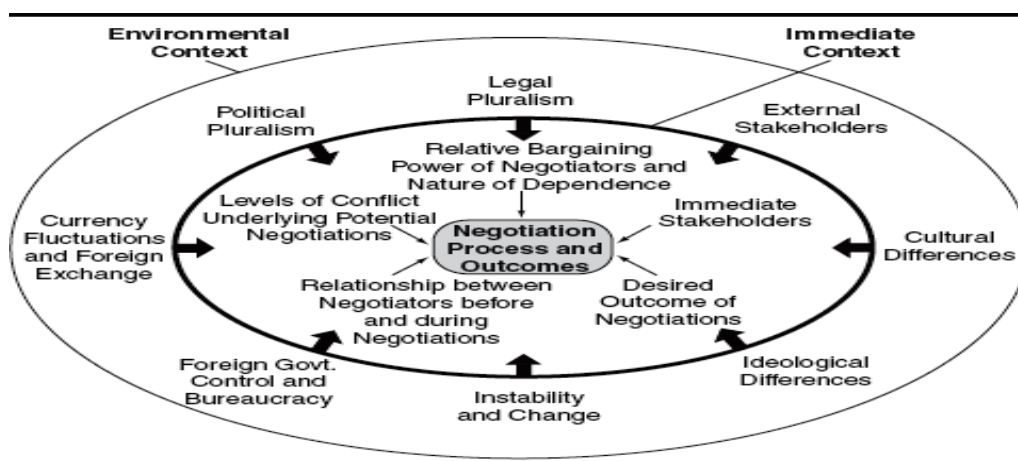 Environmental
Context
Immediate
Context
Legal
Pluralism
Political
Pluralism
External
Stakeholders
Relative Bargaining
Power of Negotiators and
Nature of Dependence
Levels of Conflict
Underlying Potential
Negotiations
Immediate
Stakeholders
Currency
Fluctuations
and Foreign
Exchange
Negotiation
Process and
Outcomes
Cultural
Differences
Relationship between
Negotiators before
and during
Negotiations
Desired
Outcome of
Negotiations
Foreign Govt.
Control and
Bureaucracy
Instability
and Change
Ideological
Differences